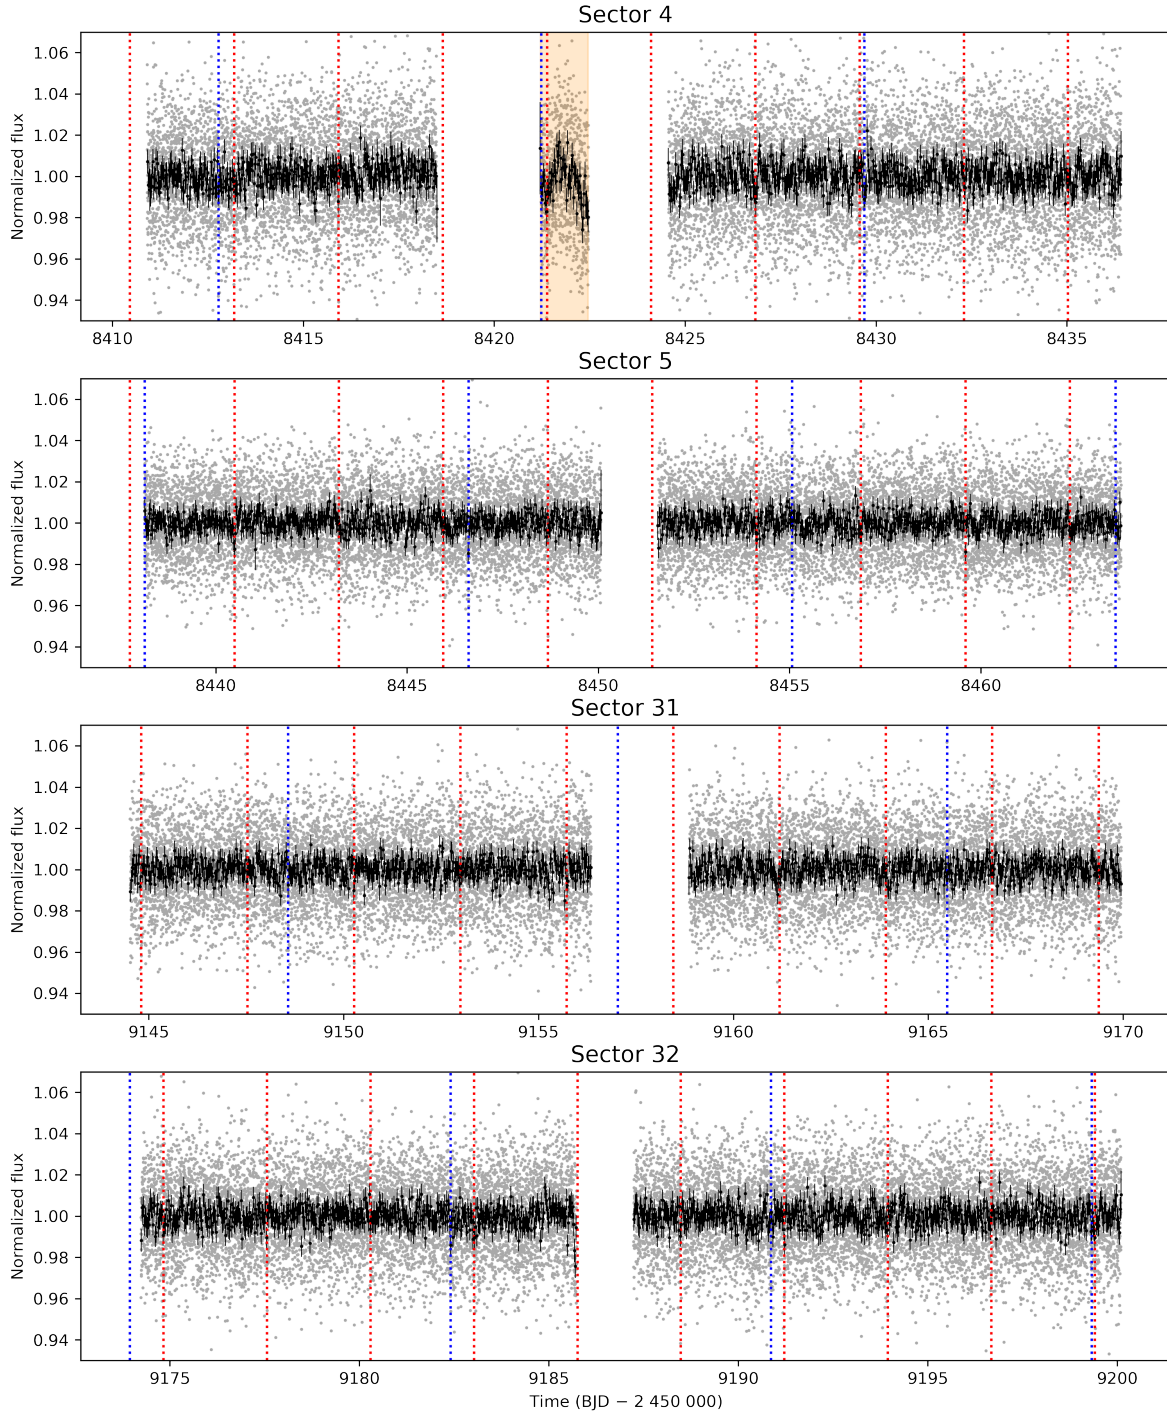 Sector 4
1.06
1.04
1.02
1.00
0.98
0.96
0.94
Normalized flux
8410 8415 8420 8425 8430 8435
Sector 5
1.06
1.04
1.02
1.00
0.98
0.96
0.94
Normalized flux
8440 8445 8450 8455 8460
Sector 31
1.06
1.04
1.02
1.00
0.98
0.96
0.94
Normalized flux
9145 9150 9155 9160 9165 9170
Sector 32
1.06
1.04
1.02
1.00
0.98
0.96
0.94
Normalized flux
9175 9180 9185 9190 9195 9200
Time (BJD − 2 450 000)